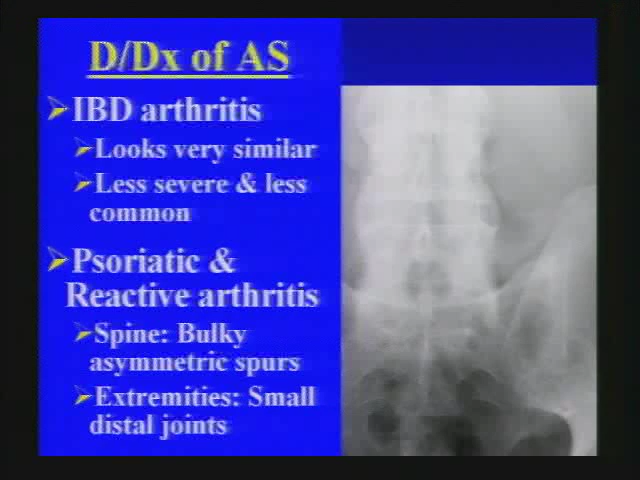 D/Dx of AS
IBD arthritis
Looks very similar
Less severe & less
common
Psoriatic &
Reactive arthritis
Spine: Bulky
asymmetric spurs
Extremities: Small
distal joints